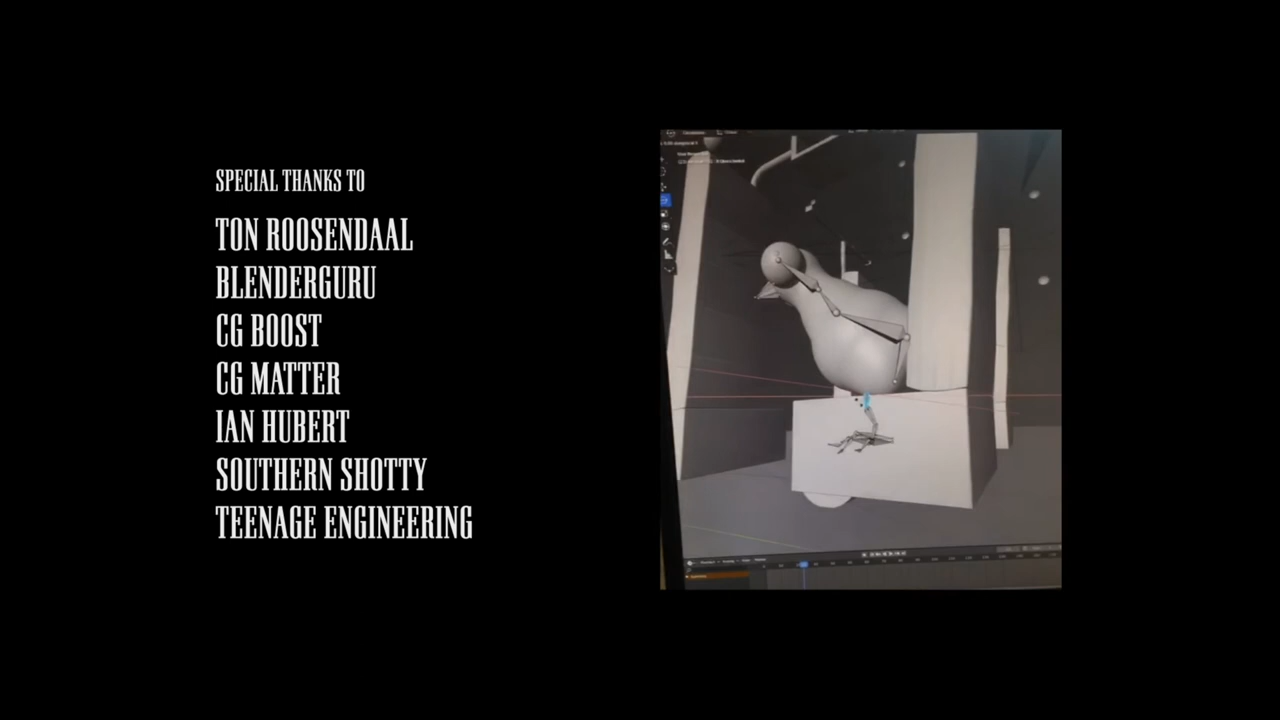 SPECIAL THANKS TO
TON ROOSENDAAL
BLENDERGURU
CG BOOST
CG MATTER
IAN HUBERT
SOUTHERN SHOTTY
TEENAGE ENGINEERING